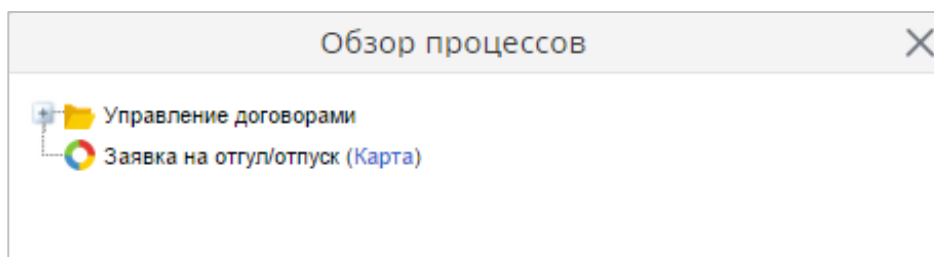 Обзор процессов
Управление договорами
Заявка на отгул/отпуск (Карта)